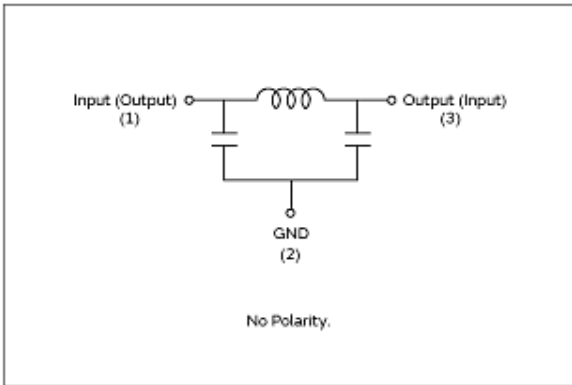 Input (Output)
(1)
Output (Input)
(3)
GND
(2)
No Polarity.